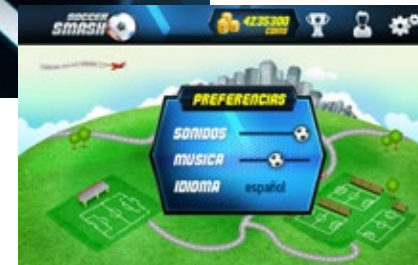 SOCCER
SMASH
4235300
COINS
PREFERENCIAS
SONIDOS
MUSICA
IDIOMA español